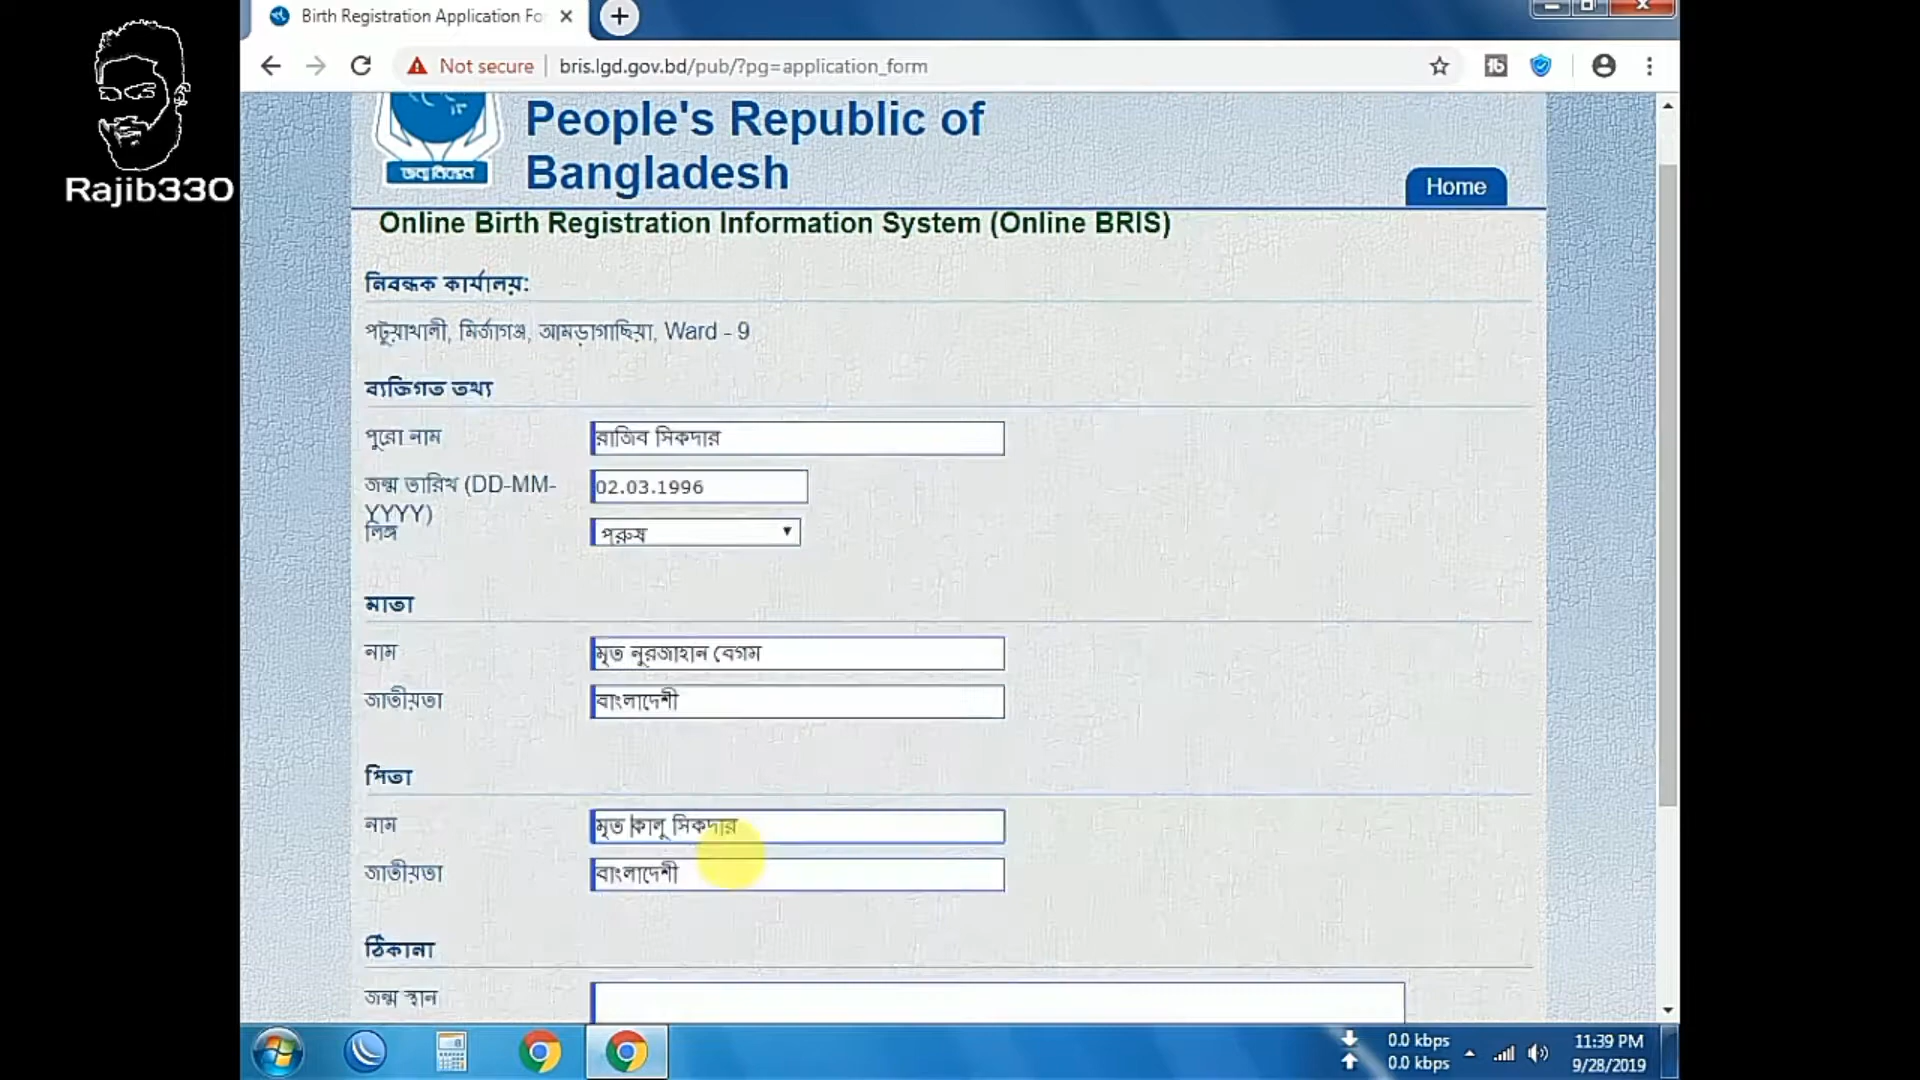 Birth Registration Application Fo
Not secure
bris.lgd.gov.bd/pub/?pg=application_form
Rajib330
People's Republic of
Bangladesh
জন্ম নিবন্ধন
Home
Online Birth Registration Information System (Online BRIS)
নিবন্ধক কার্যালয়:
পটুয়াখালী, মির্জাগঞ্জ, আমড়াগাছিয়া, Ward - 9
ব্যক্তিগত তথ্য
পুরো নাম
রাজিব সিকদার
জন্ম তারিখ (DD-MM-
YYYY)
02.03.1996
লিঙ্গ
পুরুষ
মাতা
নাম
মৃত নুরজাহান বেগম
জাতীয়তা
বাংলাদেশী
পিতা
নাম
মৃত কালু সিকদার
জাতীয়তা
বাংলাদেশী
ঠিকানা
জন্ম স্থান
0.0 kbps
0.0 kbps
11:39 PM
9/28/2019